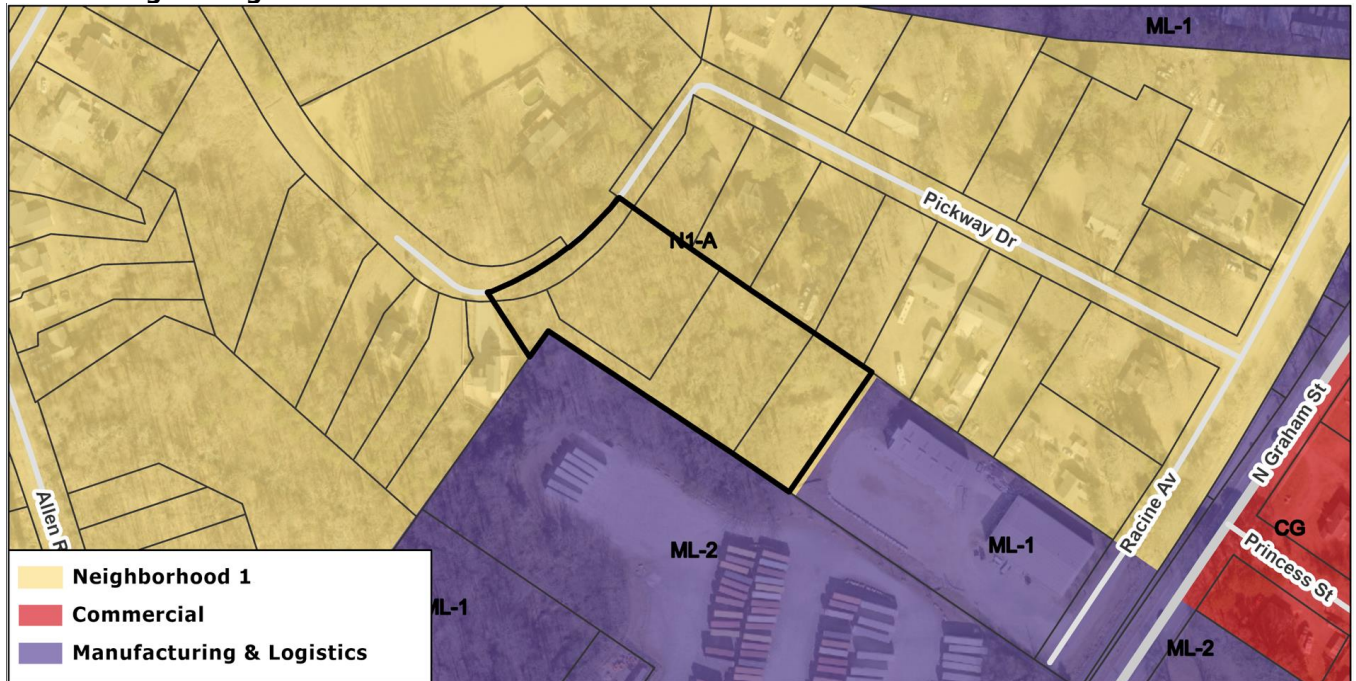 ML-1
Pickway Dr
N1-A
N Graham St
Racine Av
CG
Princess St
Allen R
ML-2
ML-1
ML-1
ML-2
Neighborhood 1
Commercial
Manufacturing & Logistics